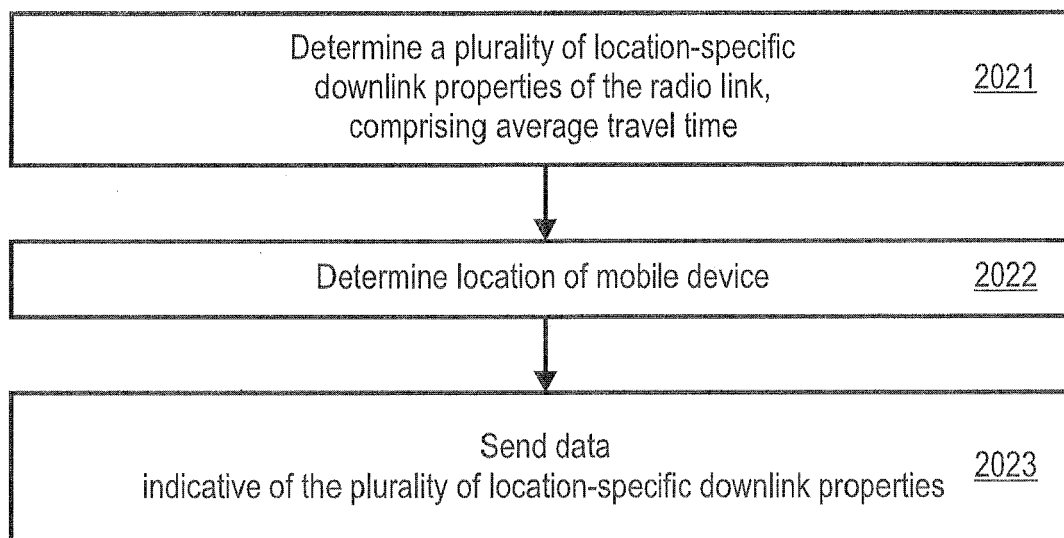 Determine a plurality of location-specific
downlink properties of the radio link,
comprising average travel time
2021
Determine location of mobile device
2022
Send data
indicative of the plurality of location-specific downlink properties
2023